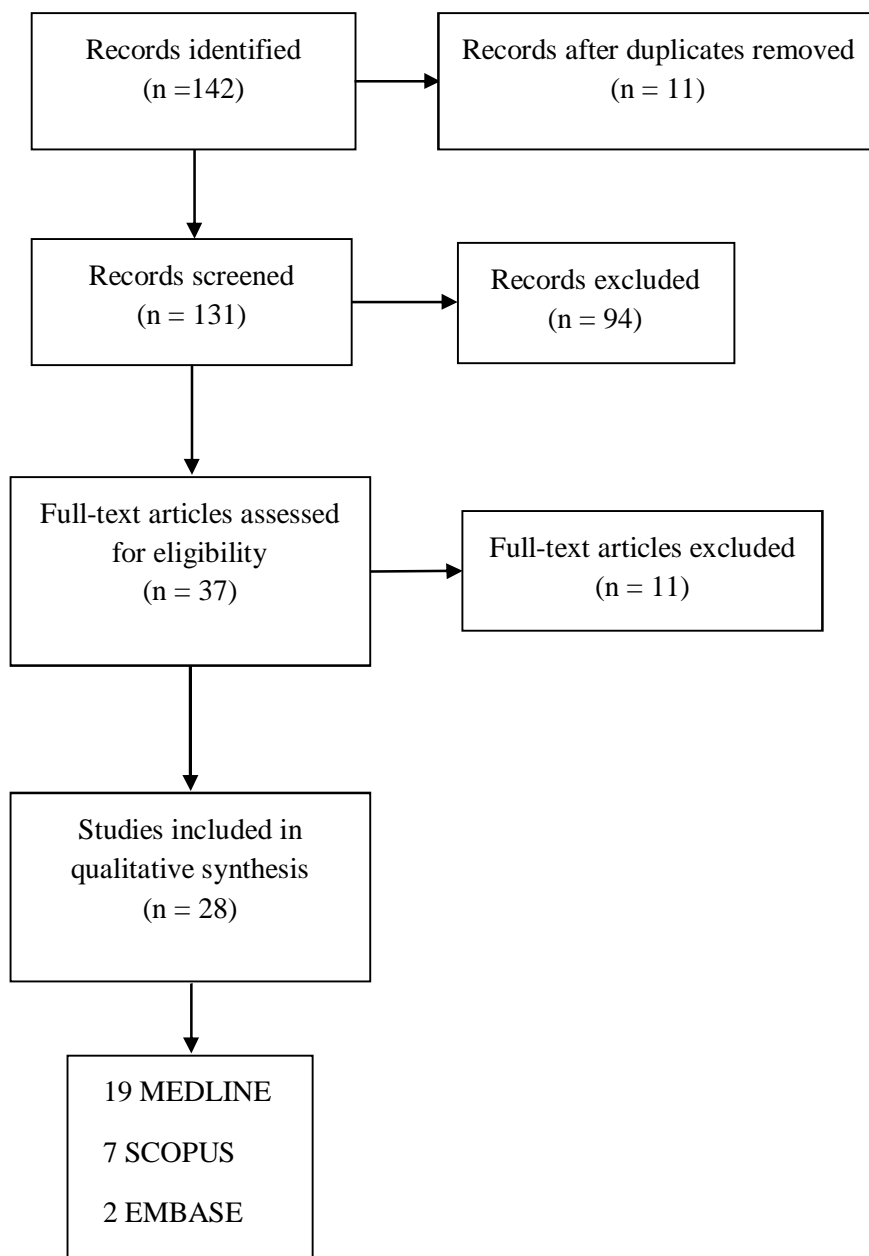 Records identified
(n =142)
Records after duplicates removed
(n = 11)
Records screened
(n = 131)
Records excluded
(n = 94)
Full-text articles assessed
for eligibility
(n = 37)
Full-text articles excluded
(n = 11)
Studies included in
qualitative synthesis
(n = 28)
19 MEDLINE
7 SCOPUS
2 EMBASE